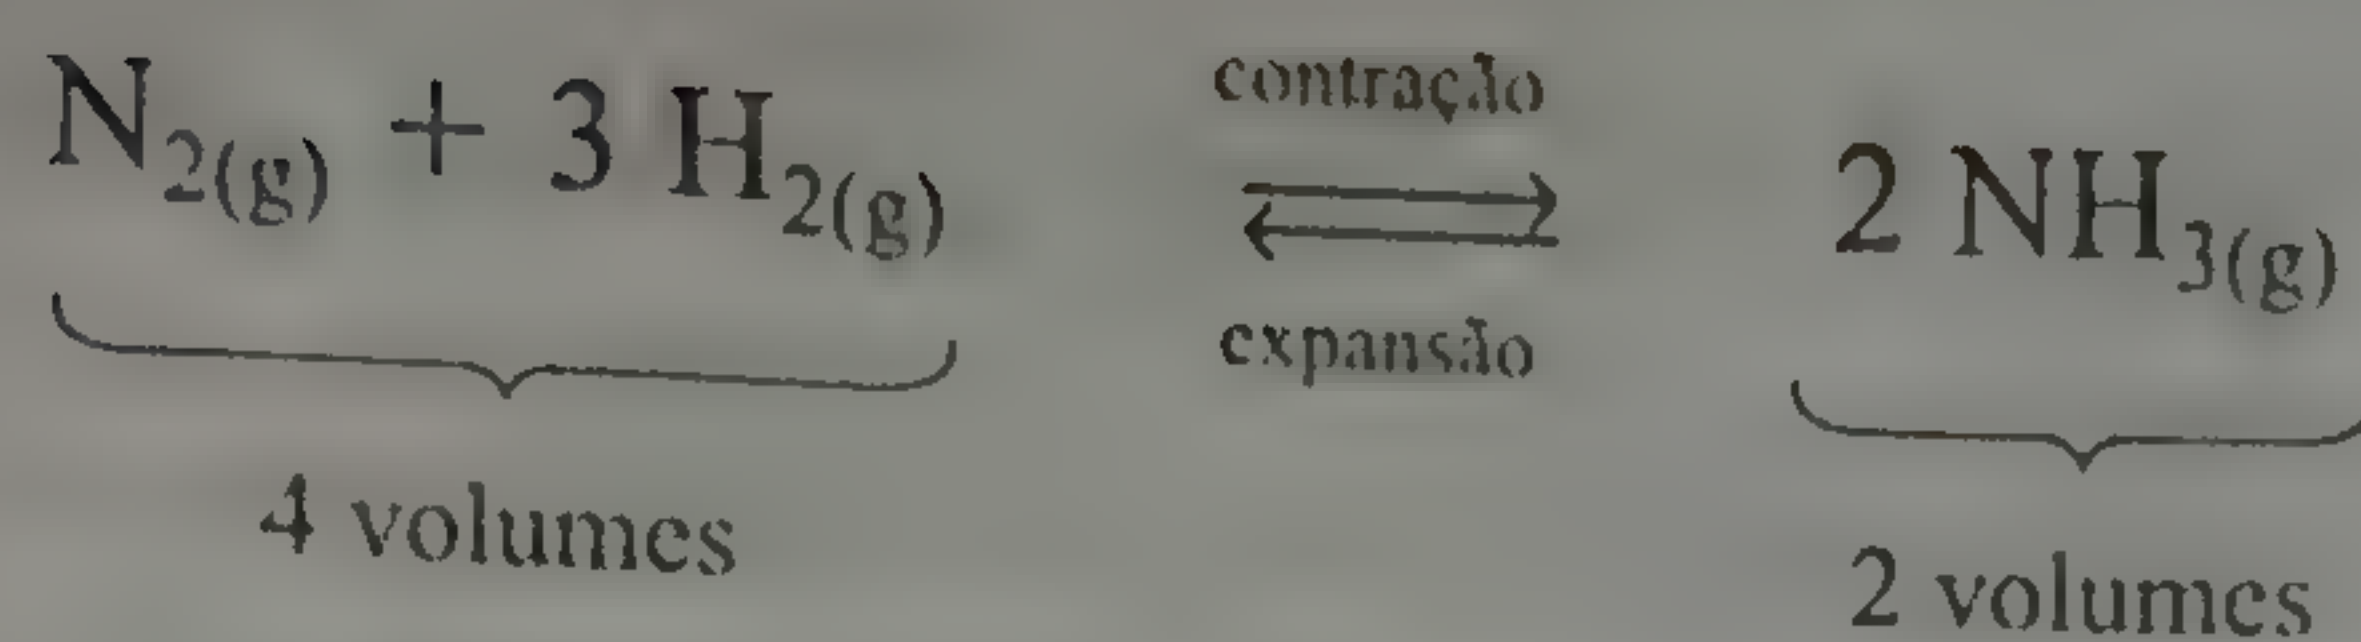 contração
N₂(g) + 3 H₂(g) ⇄ 2 NH₃(g)
expansão
4 volumes 2 volumes